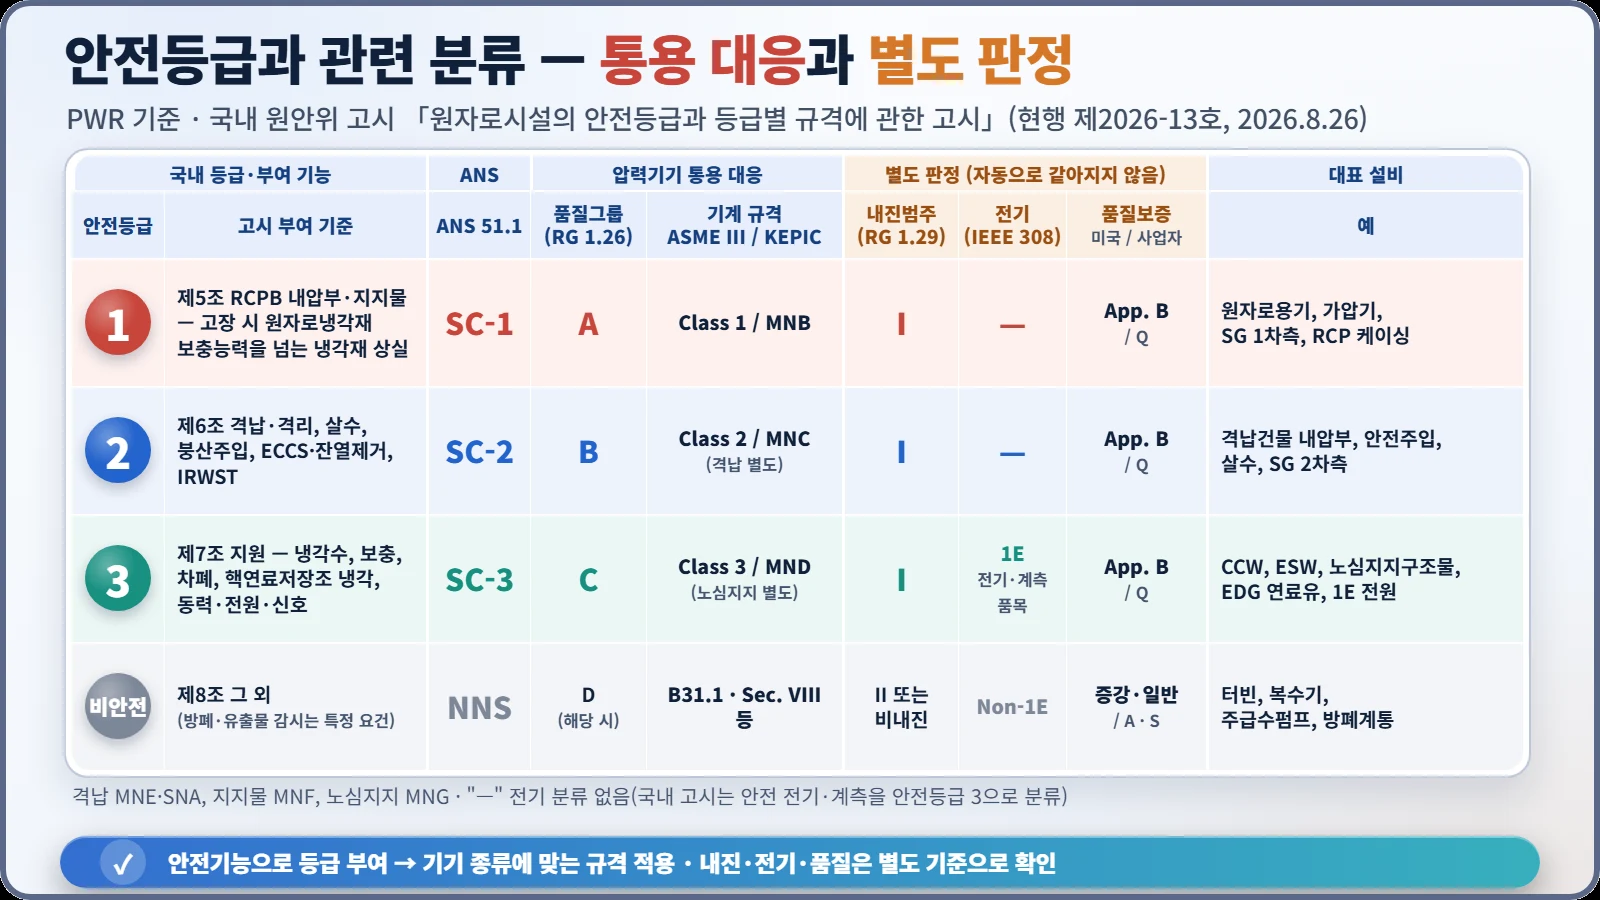 안전등급과 관련 분류 — 통용 대응과 별도 판정
PWR 기준 · 국내 원안위 고시 「원자로시설의 안전등급과 등급별 규격에 관한 고시」(현행 제2026-13호, 2026.8.26)
국내 등급·부여 기능
ANS
압력기기 통용 대응
별도 판정 (자동으로 같아지지 않음)
대표 설비
안전등급
고시 부여 기준
ANS 51.1
품질그룹
(RG 1.26)
기계 규격
ASME III / KEPIC
내진범주
(RG 1.29)
전기
(IEEE 308)
품질보증
미국 / 사업자
예
1
제5조 RCPB 내압부·지지물
— 고장 시 원자로냉각재
보충능력을 넘는 냉각재 상실
SC-1
A
Class 1 / MNB
I
—
App. B
/ Q
원자로용기, 가압기,
SG 1차측, RCP 케이싱
2
제6조 격납·격리, 살수,
붕산주입, ECCS·잔열제거,
IRWST
SC-2
B
Class 2 / MNC
(격납 별도)
I
—
App. B
/ Q
격납건물 내압부, 안전주입,
살수, SG 2차측
3
제7조 지원 — 냉각수, 보충,
차폐, 핵연료저장조 냉각,
동력·전원·신호
SC-3
C
Class 3 / MND
(노심지지 별도)
I
1E
전기·계측
품목
App. B
/ Q
CCW, ESW, 노심지지구조물,
EDG 연료유, 1E 전원
비안전
제8조 그 외
(방폐·유출물 감시는 특정 요건)
NNS
D
(해당 시)
B31.1 · Sec. VIII
등
II 또는
비내진
Non-1E
증강·일반
/ A · S
터빈, 복수기,
주급수펌프, 방폐계통
격납 MNE·SNA, 지지물 MNF, 노심지지 MNG · "—" 전기 분류 없음(국내 고시는 안전 전기·계측을 안전등급 3으로 분류)
✓ 안전기능으로 등급 부여 → 기기 종류에 맞는 규격 적용 · 내진·전기·품질은 별도 기준으로 확인